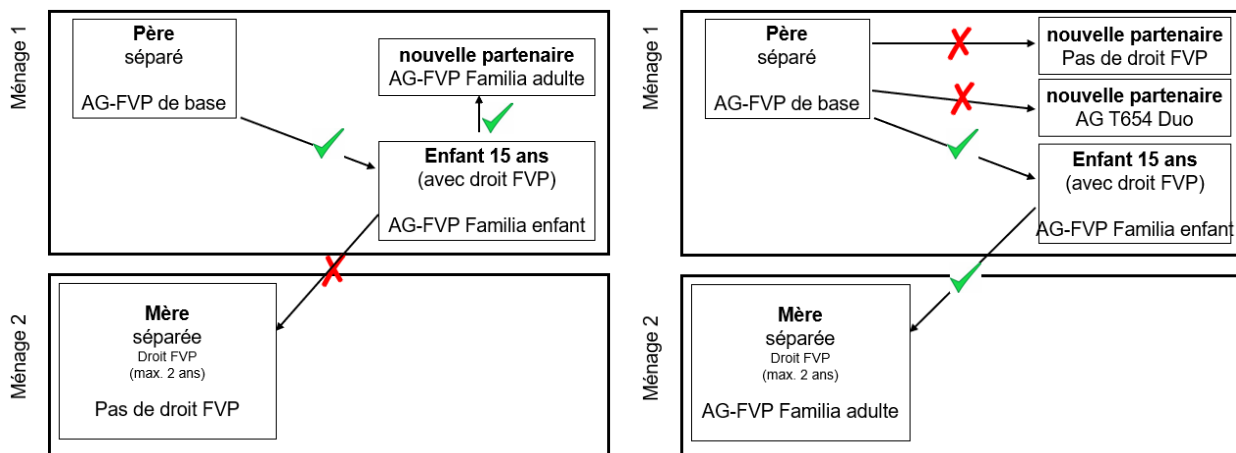 Ménage 1
Père
séparé
AG-FVP de base
nouvelle partenaire
AG-FVP Familia adulte
Enfant 15 ans
(avec droit FVP)
AG-FVP Familia enfant
Ménage 2
Mère
séparée
Droit FVP
(max. 2 ans)
Pas de droit FVP
Ménage 1
Père
séparé
AG-FVP de base
nouvelle partenaire
Pas de droit FVP
nouvelle partenaire
AG T654 Duo
Enfant 15 ans
(avec droit FVP)
AG-FVP Familia enfant
Ménage 2
Mère
séparée
Droit FVP
(max. 2 ans)
AG-FVP Familia adulte